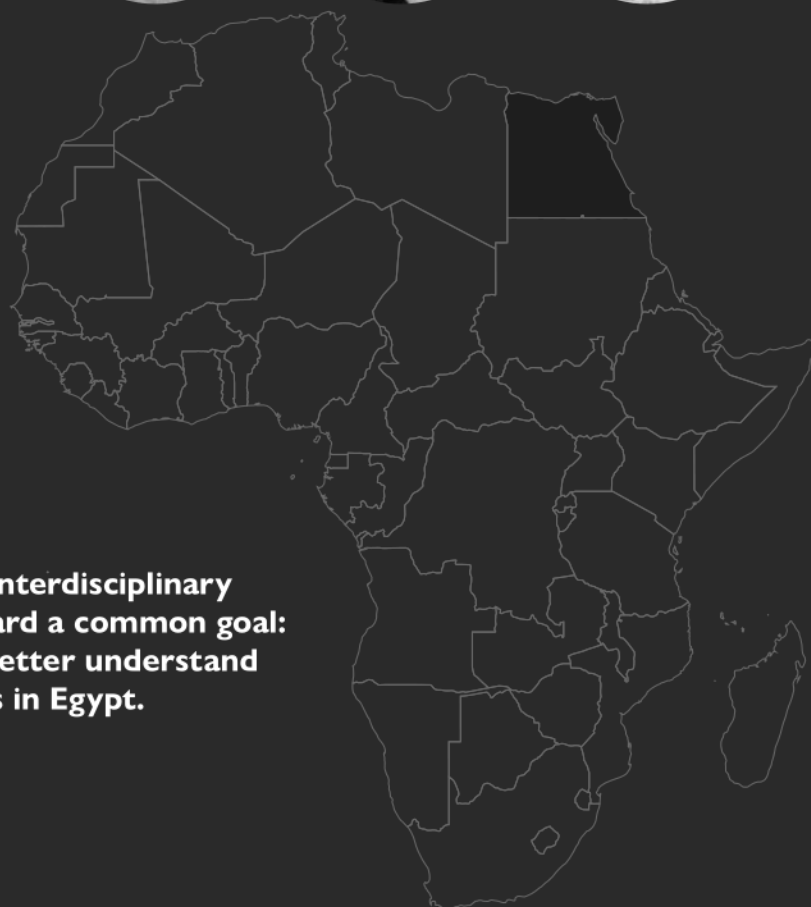 nterdisciplinary
ard a common goal:
etter understand
s in Egypt.